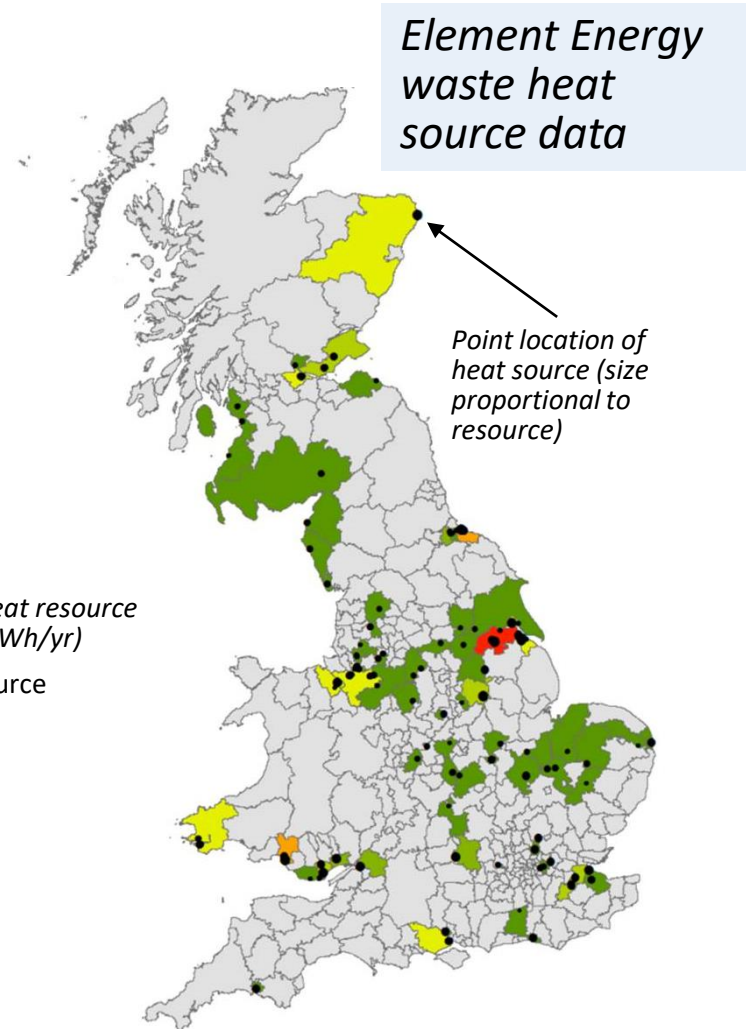 Element Energy
waste heat
source data
Point location of
heat source (size
proportional to
resource)
eat resource
Wh/yr)
urce